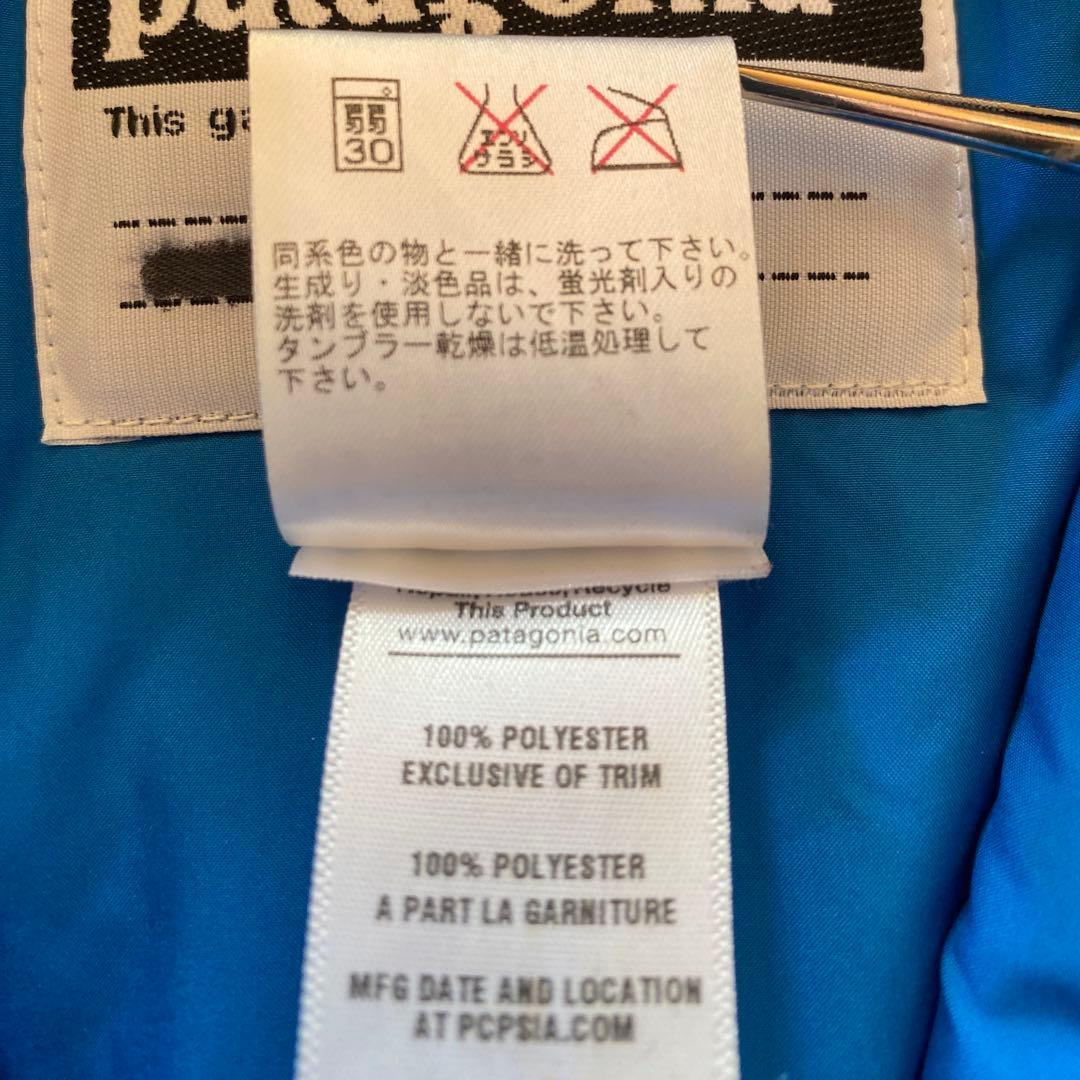 patagonia
This ga
弱
30
エンソ
サラシ
同系色の物と一緒に洗って下さい。
生成り・淡色品は、蛍光剤入りの
洗剤を使用しないで下さい。
タンブラー乾燥は低温処理して
下さい。
Recycle
This Product
www.patagonia.com
100% POLYESTER
EXCLUSIVE OF TRIM
100% POLYESTER
A PART LA GARNITURE
MFG DATE AND LOCATION
AT PCPSIA.COM